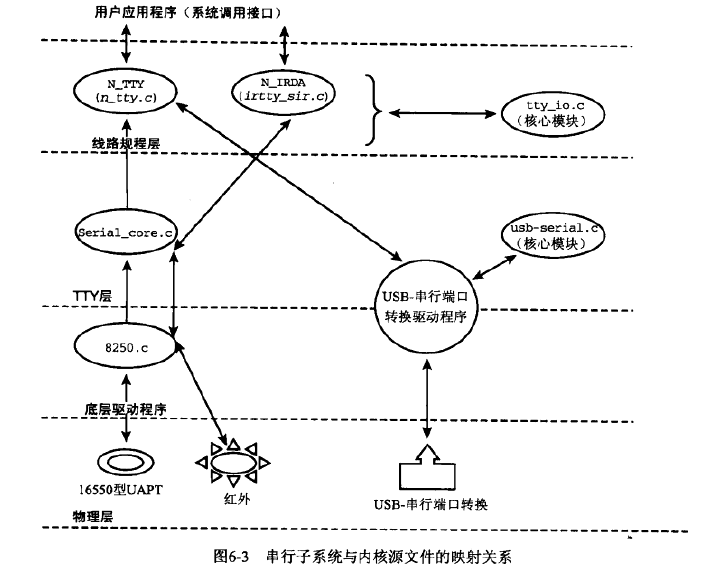 用户应用程序（系统调用接口）
N_TTY
(n_tty.c)
N_IRDA
(irtty_sir.c)
tty_io.c
（核心模块）
线路规程层
Serial_core.c
usb-serial.c
（核心模块）
TTY层
USB-串行端口
转换驱动程序
8250.c
底层驱动程序
16550型UAPT
红外
USB-串行端口转换
物理层
图6-3 串行子系统与内核源文件的映射关系